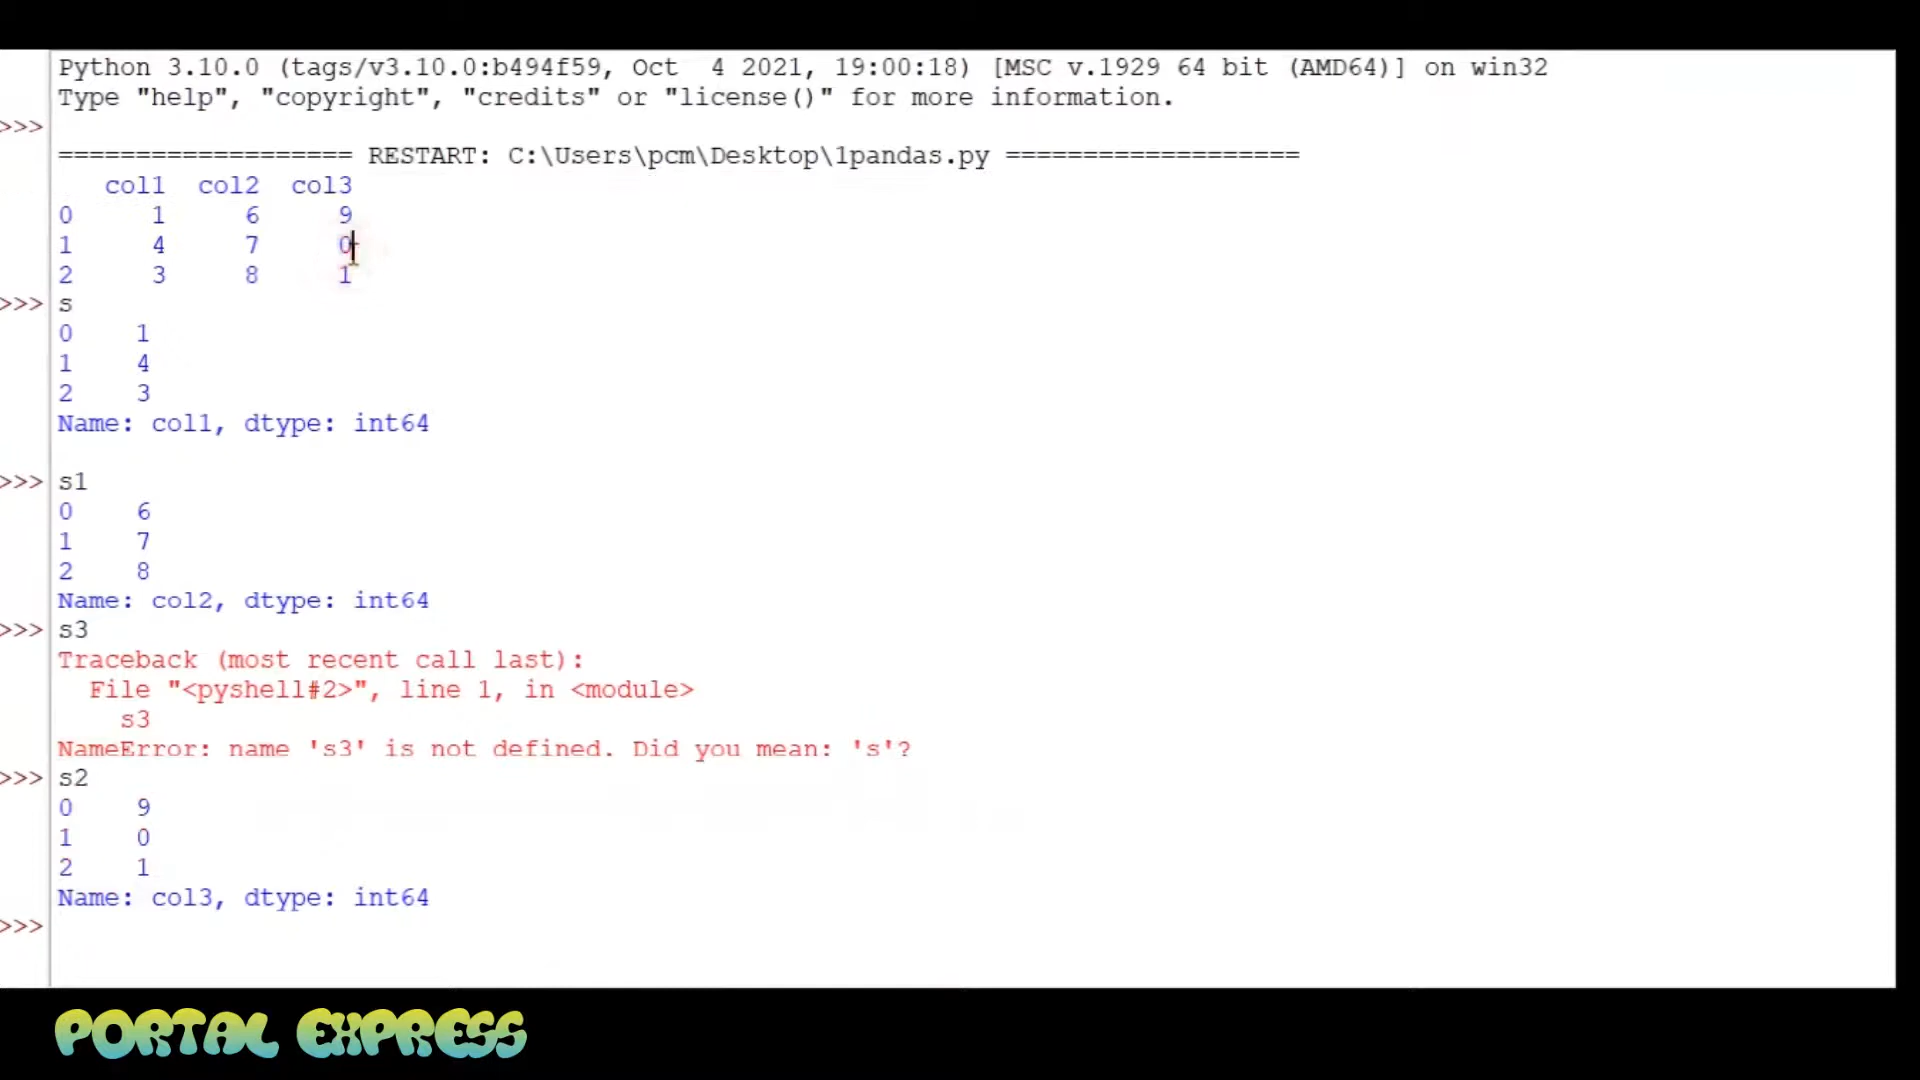 Python 3.10.0 (tags/v3.10.0:b494f59, Oct  4 2021, 19:00:18) [MSC v.1929 64 bit (AMD64)] on win32
Type "help", "copyright", "credits" or "license()" for more information.
>>>
=================== RESTART: C:\Users\pcm\Desktop\1pandas.py ===================
   col1  col2  col3
0     1     6     9
1     4     7     0
2     3     8     1
>>> s
0    1
1    4
2    3
Name: col1, dtype: int64
>>> s1
0    6
1    7
2    8
Name: col2, dtype: int64
>>> s3
Traceback (most recent call last):
  File "<pyshell#2>", line 1, in <module>
    s3
NameError: name 's3' is not defined. Did you mean: 's'?
>>> s2
0    9
1    0
2    1
Name: col3, dtype: int64
>>>
PORTAL EXPRESS